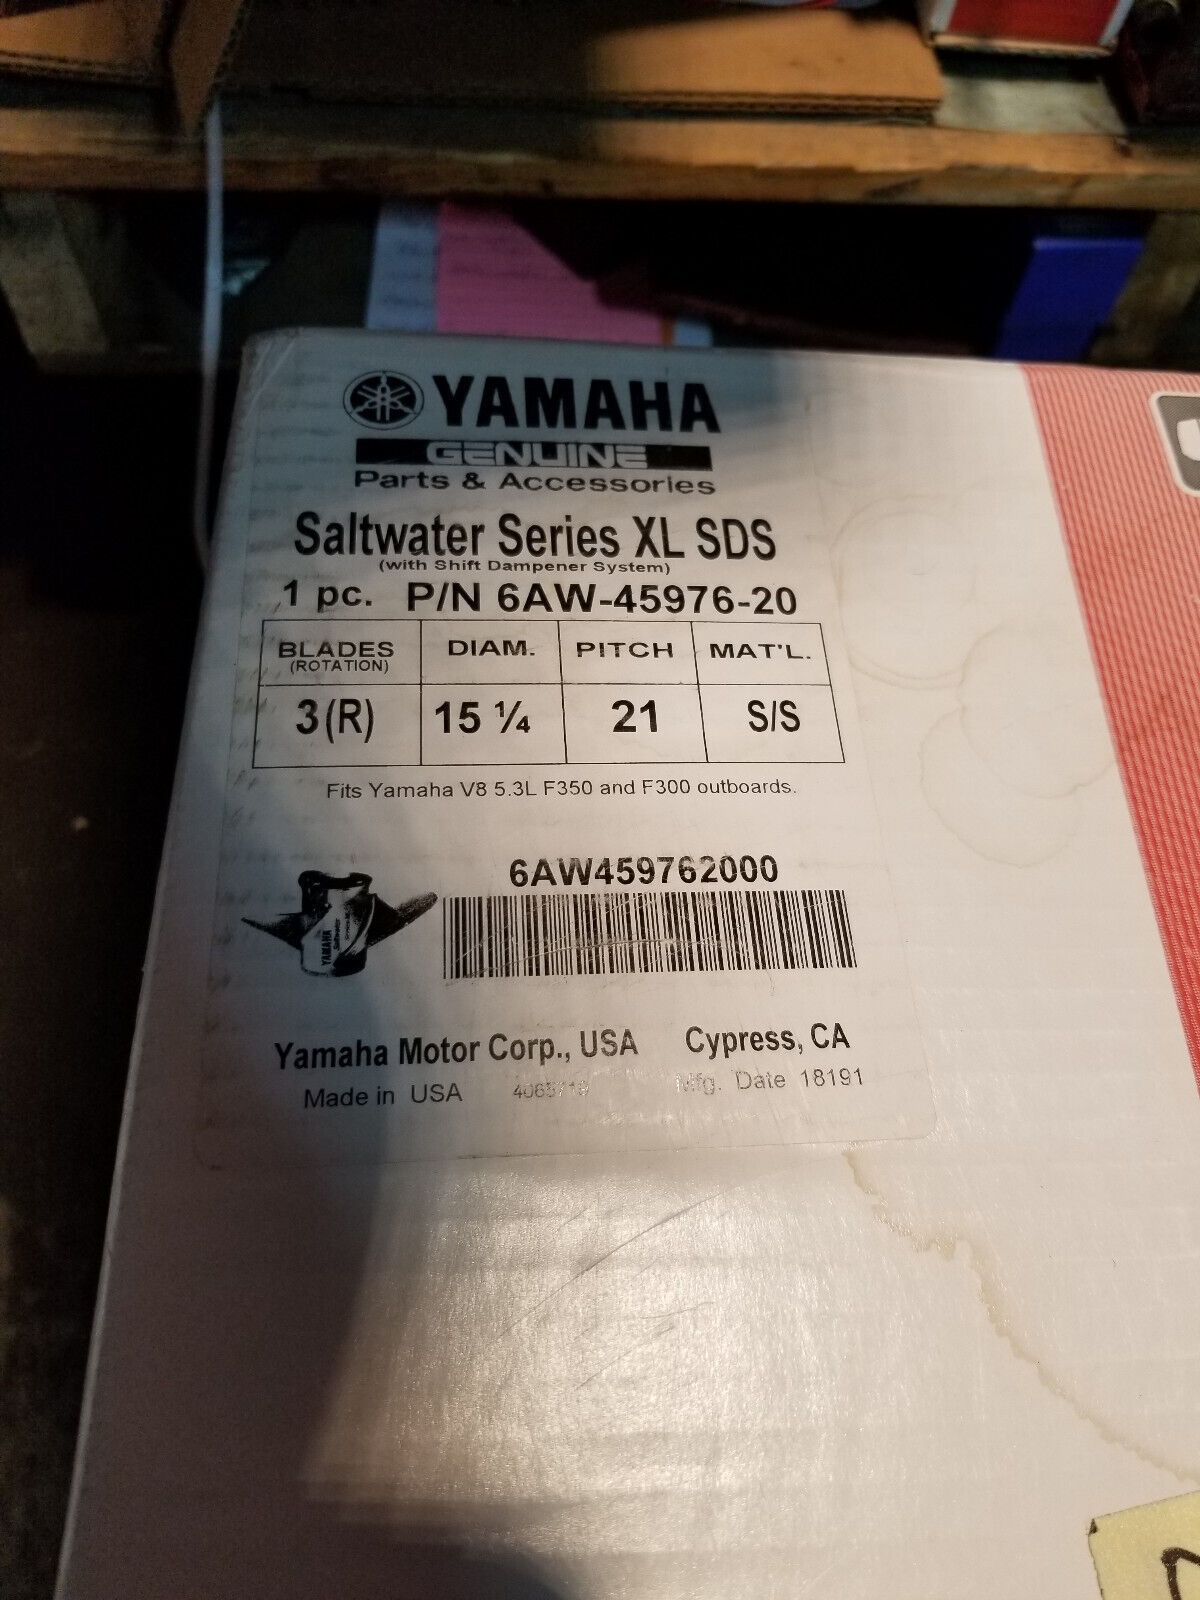 YAMAHA
GENUINE
Parts & Accessories
Saltwater Series XL SDS
(with Shift Dampener System)
1 pc. P/N 6AW-45976-20
BLADES DIAM. PITCH MAT'L.
(ROTATION)
3 (R) 15 ¼ 21 S/S
Fits Yamaha V8 5.3L F350 and F300 outboards.
6AW459762000
YAMAHA
Yamaha Motor Corp., USA Cypress, CA
Made in USA Mfg. Date 18191